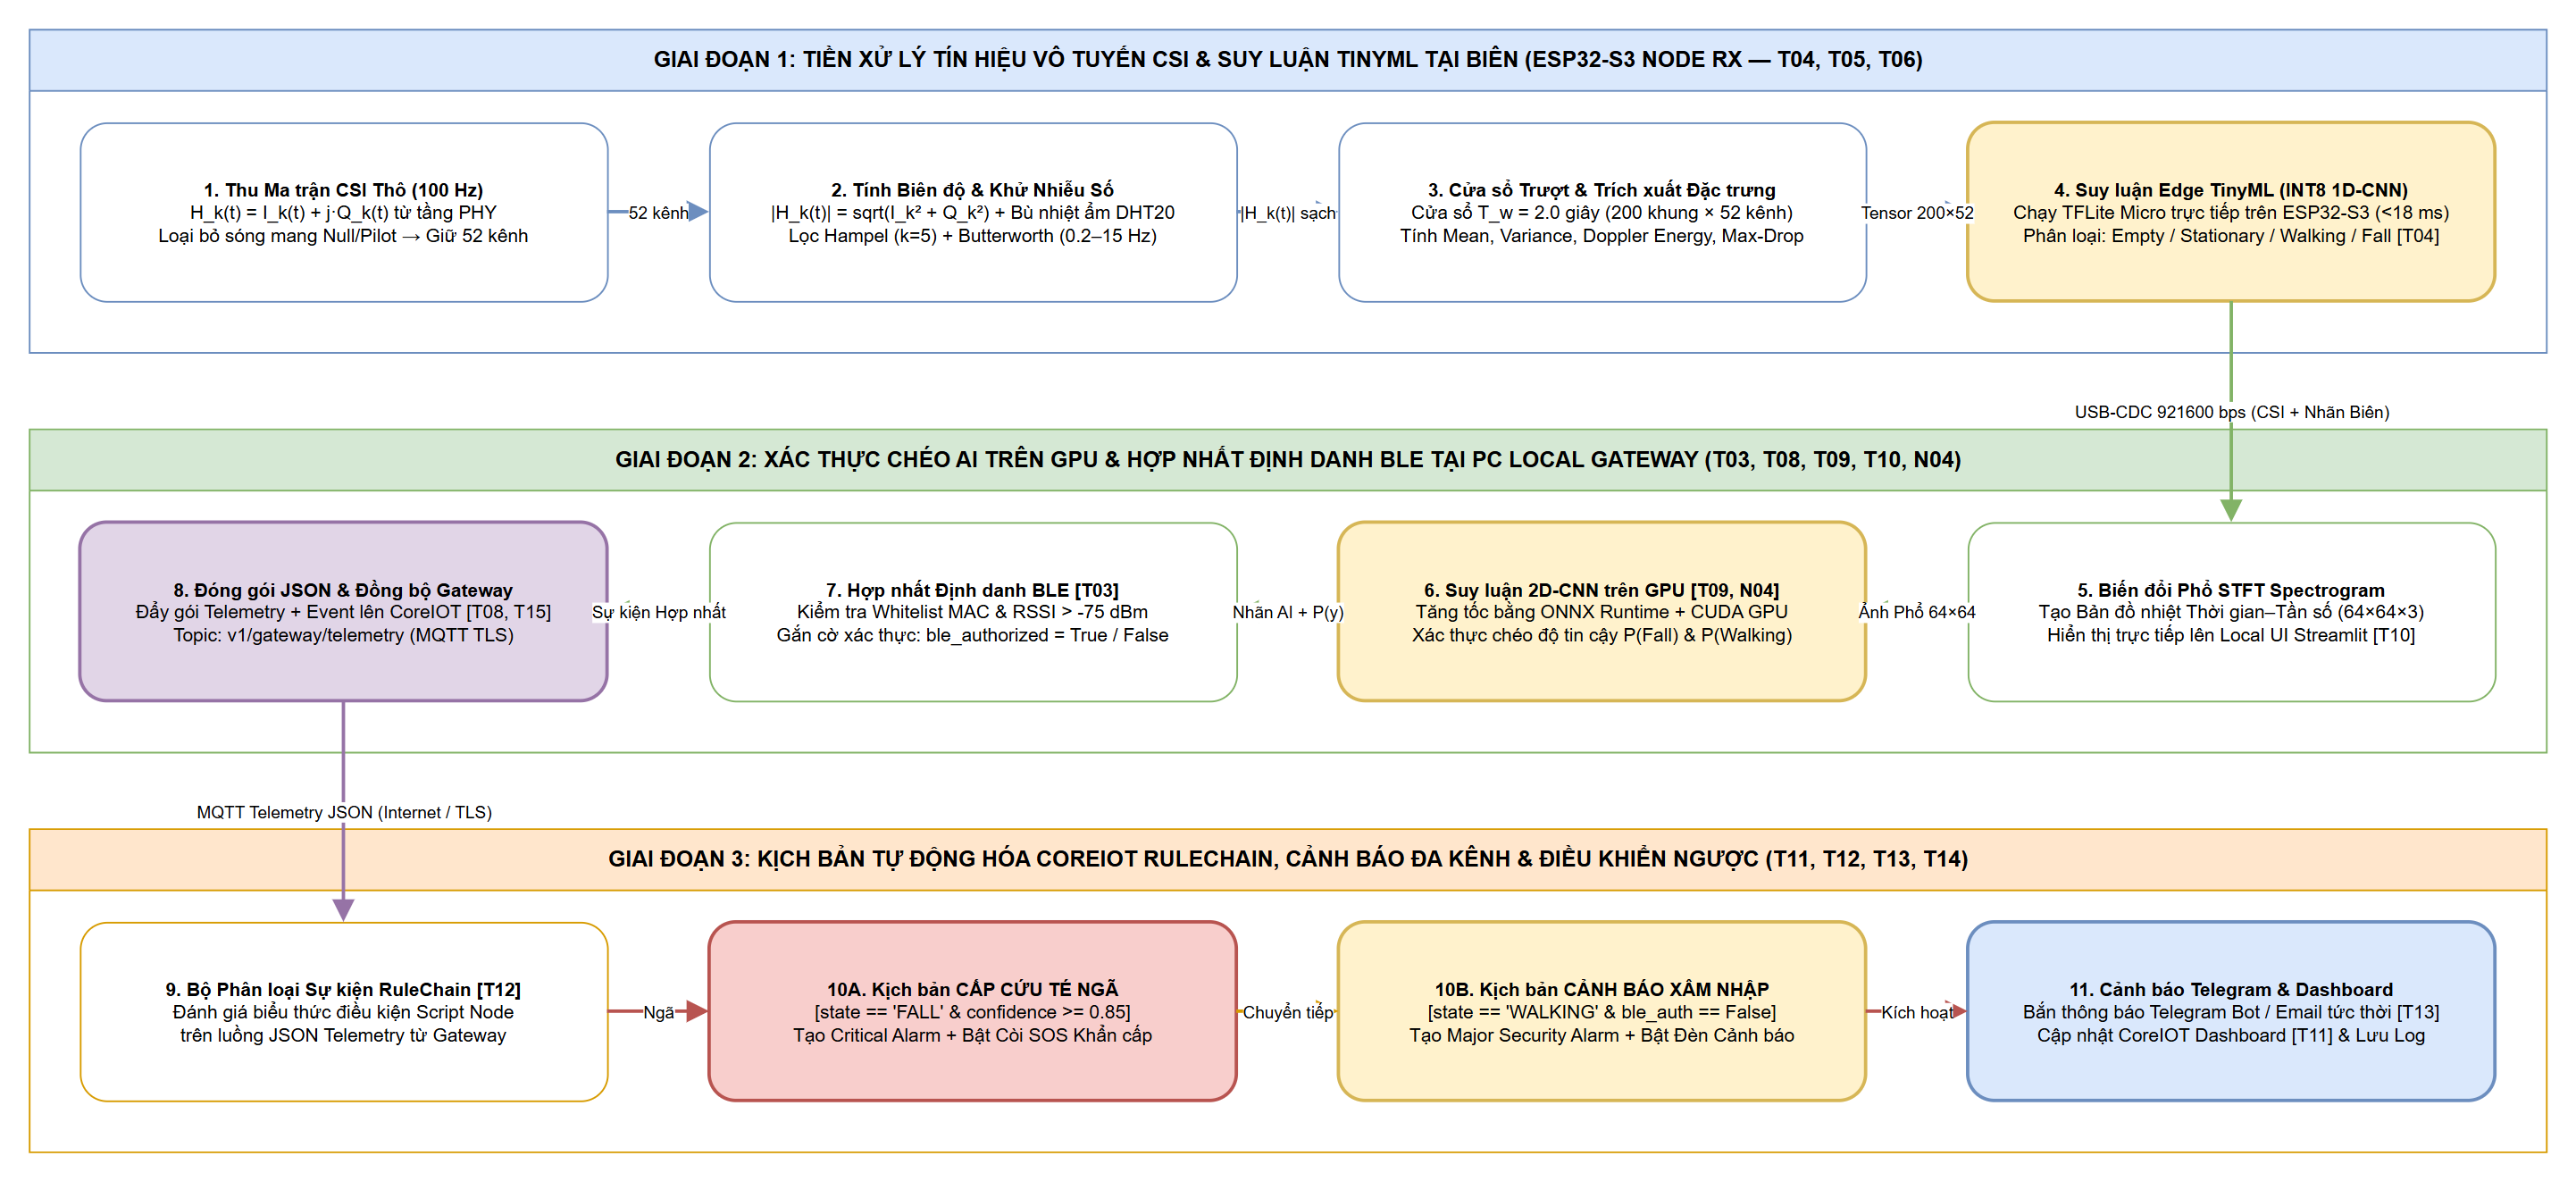 GIAI ĐOẠN 1: TIỀN XỬ LÝ TÍN HIỆU VÔ TUYẾN CSI & SUY LUẬN TINYML TẠI BIÊN (ESP32-S3 NODE RX — T04, T05, T06)
1. Thu Ma trận CSI Thô (100 Hz)
H_k(t) = I_k(t) + j·Q_k(t) từ tầng PHY
Loại bỏ sóng mang Null/Pilot → Giữ 52 kênh
52 kênh
2. Tính Biên độ & Khử Nhiễu Số
|H_k(t)| = sqrt(I_k² + Q_k²) + Bù nhiệt ẩm DHT20
Lọc Hampel (k=5) + Butterworth (0.2–15 Hz)
|H_k(t)| sạch
3. Cửa sổ Trượt & Trích xuất Đặc trưng
Cửa sổ T_w = 2.0 giây (200 khung × 52 kênh)
Tính Mean, Variance, Doppler Energy, Max-Drop
Tensor 200×52
4. Suy luận Edge TinyML (INT8 1D-CNN)
Chạy TFLite Micro trực tiếp trên ESP32-S3 (<18 ms)
Phân loại: Empty / Stationary / Walking / Fall [T04]
USB-CDC 921600 bps (CSI + Nhãn Biên)
GIAI ĐOẠN 2: XÁC THỰC CHÉO AI TRÊN GPU & HỢP NHẤT ĐỊNH DANH BLE TẠI PC LOCAL GATEWAY (T03, T08, T09, T10, N04)
8. Đóng gói JSON & Đồng bộ Gateway
Đẩy gói Telemetry + Event lên CoreIOT [T08, T15]
Topic: v1/gateway/telemetry (MQTT TLS)
Sự kiện Hợp nhất
7. Hợp nhất Định danh BLE [T03]
Kiểm tra Whitelist MAC & RSSI > -75 dBm
Gắn cờ xác thực: ble_authorized = True / False
Nhãn AI + P(y)
6. Suy luận 2D-CNN trên GPU [T09, N04]
Tăng tốc bằng ONNX Runtime + CUDA GPU
Xác thực chéo độ tin cậy P(Fall) & P(Walking)
Ảnh Phổ 64×64
5. Biến đổi Phổ STFT Spectrogram
Tạo Bản đồ nhiệt Thời gian–Tần số (64×64×3)
Hiển thị trực tiếp lên Local UI Streamlit [T10]
MQTT Telemetry JSON (Internet / TLS)
GIAI ĐOẠN 3: KỊCH BẢN TỰ ĐỘNG HÓA COREIOT RULECHAIN, CẢNH BÁO ĐA KÊNH & ĐIỀU KHIỂN NGƯỢC (T11, T12, T13, T14)
9. Bộ Phân loại Sự kiện RuleChain [T12]
Đánh giá biểu thức điều kiện Script Node
trên luồng JSON Telemetry từ Gateway
Ngã
10A. Kịch bản CẤP CỨU TÉ NGÃ
[state == 'FALL' & confidence >= 0.85]
Tạo Critical Alarm + Bật Còi SOS Khẩn cấp
Chuyển tiếp
10B. Kịch bản CẢNH BÁO XÂM NHẬP
[state == 'WALKING' & ble_auth == False]
Tạo Major Security Alarm + Bật Đèn Cảnh báo
Kích hoạt
11. Cảnh báo Telegram & Dashboard
Bắn thông báo Telegram Bot / Email tức thời [T13]
Cập nhật CoreIOT Dashboard [T11] & Lưu Log